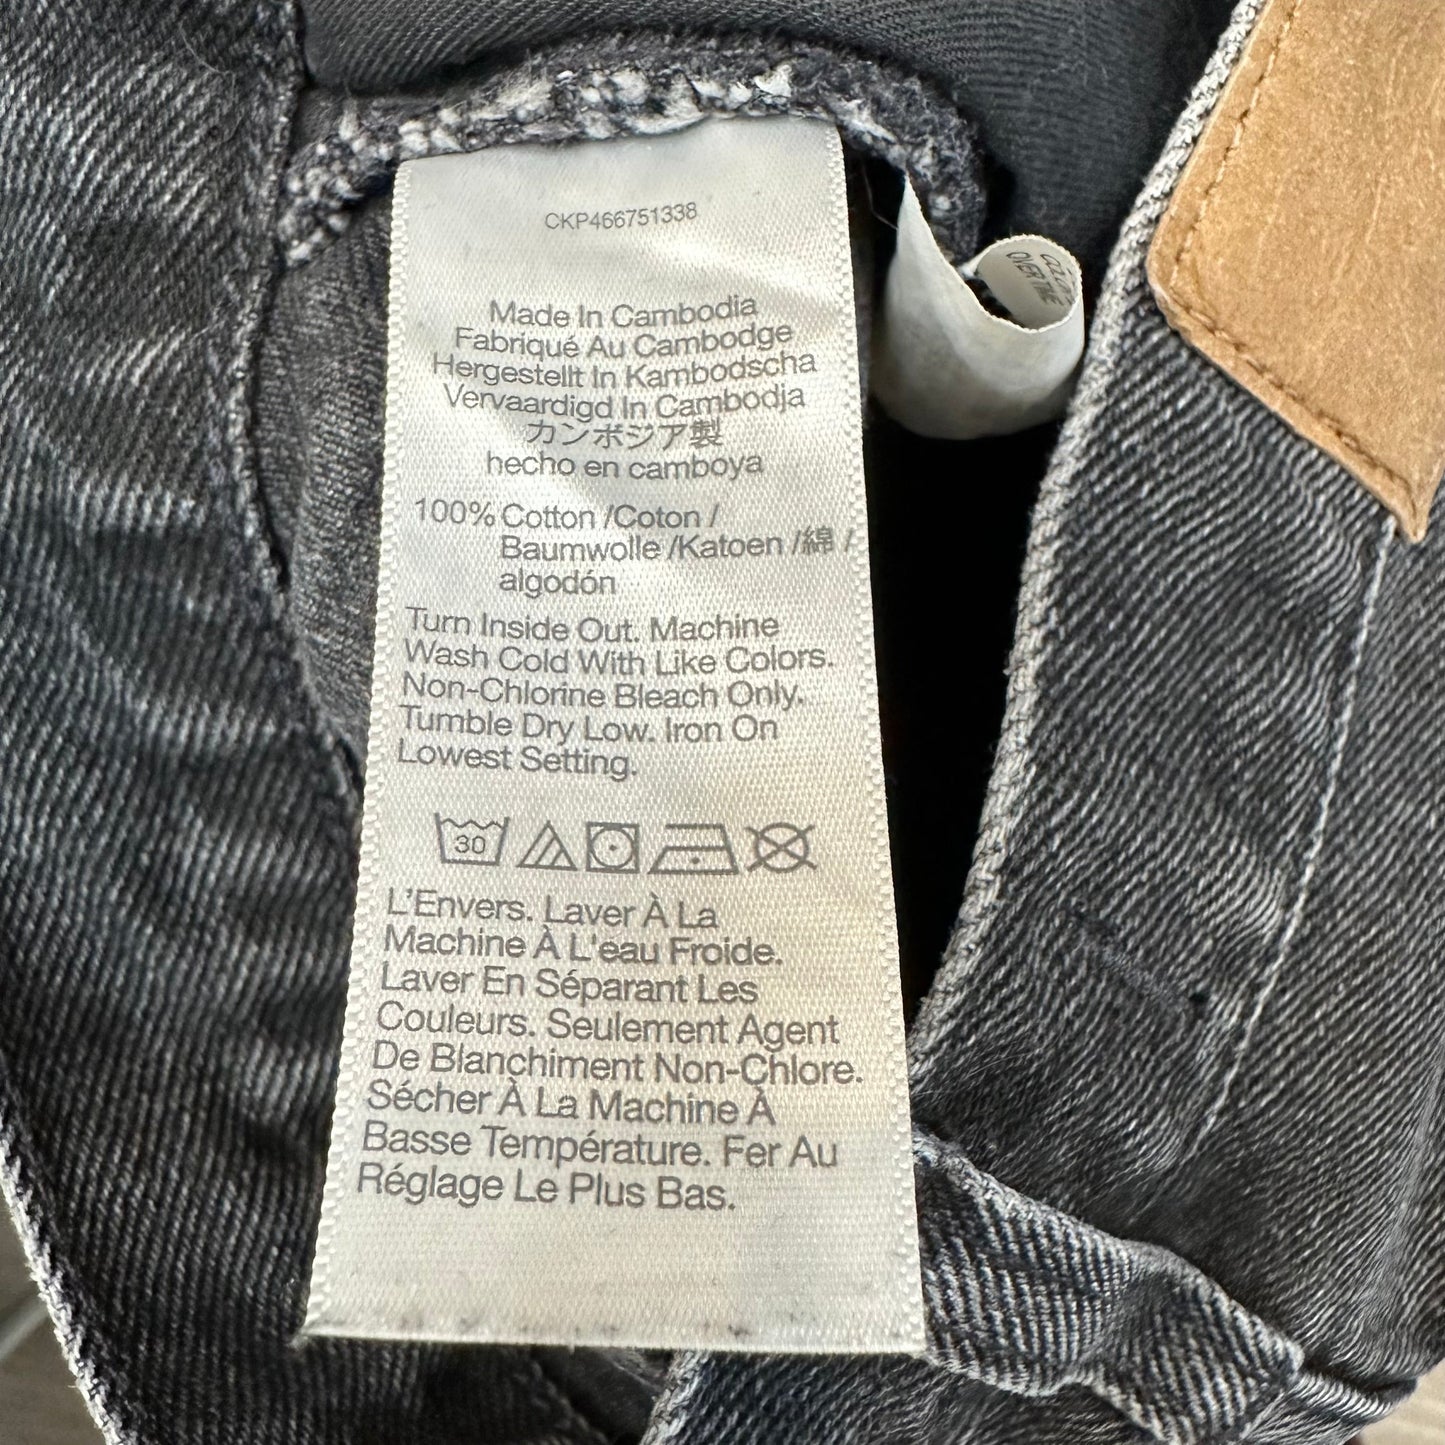 CKP466751338
Made In Cambodia
Fabriqué Au Cambodge
Hergestellt In Kambodscha
Vervaardigd In Cambodja
カンボジア製
hecho en camboya
100% Cotton /Coton /
Baumwolle /Katoen /綿 /
algodón
Turn Inside Out. Machine
Wash Cold With Like Colors.
Non-Chlorine Bleach Only.
Tumble Dry Low. Iron On
Lowest Setting.
30
L'Envers. Laver À La
Machine À L'eau Froide.
Laver En Séparant Les
Couleurs. Seulement Agent
De Blanchiment Non-Chlore.
Sécher À La Machine À
Basse Température. Fer Au
Réglage Le Plus Bas.
OVER TIME